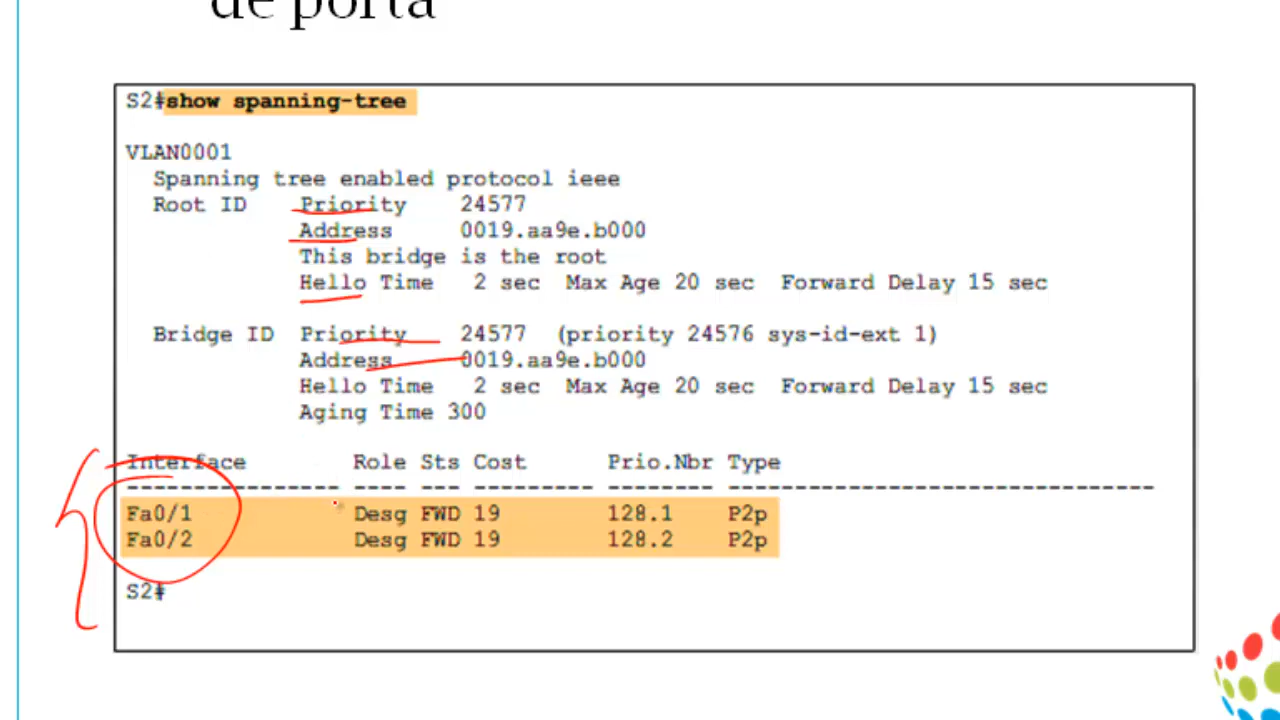 de porta
S2#show spanning-tree
VLAN0001
Spanning tree enabled protocol ieee
Root ID Priority 24577
Address 0019.aa9e.b000
This bridge is the root
Hello Time 2 sec Max Age 20 sec Forward Delay 15 sec
Bridge ID Priority 24577 (priority 24576 sys-id-ext 1)
Address 0019.aa9e.b000
Hello Time 2 sec Max Age 20 sec Forward Delay 15 sec
Aging Time 300
Interface Role Sts Cost Prio.Nbr Type
---------------- ---- --- --------- -------- --------------------------------
Fa0/1 Desg FWD 19 128.1 P2p
Fa0/2 Desg FWD 19 128.2 P2p
S2#